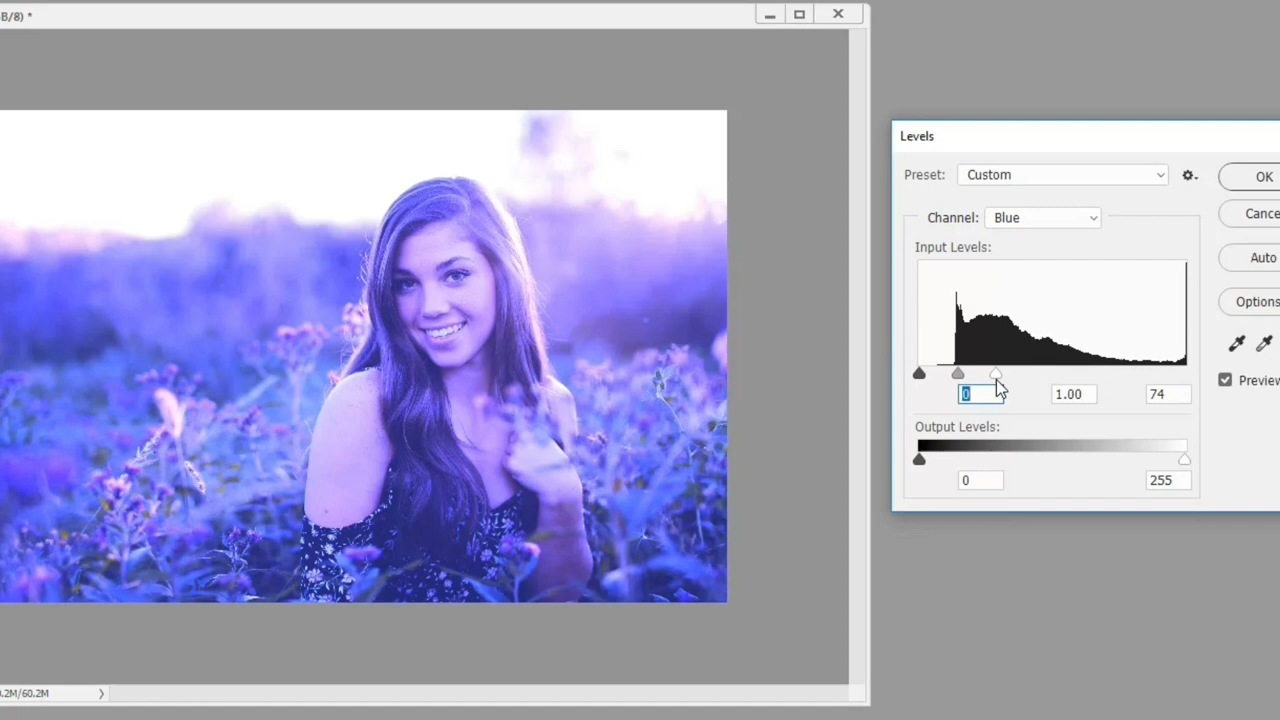 B/8) *
Levels
Preset: Custom
OK
Channel: Blue
Cance
Input Levels:
Auto
Options
Preview
0 1.00 74
Output Levels:
0 255
.2M/60.2M